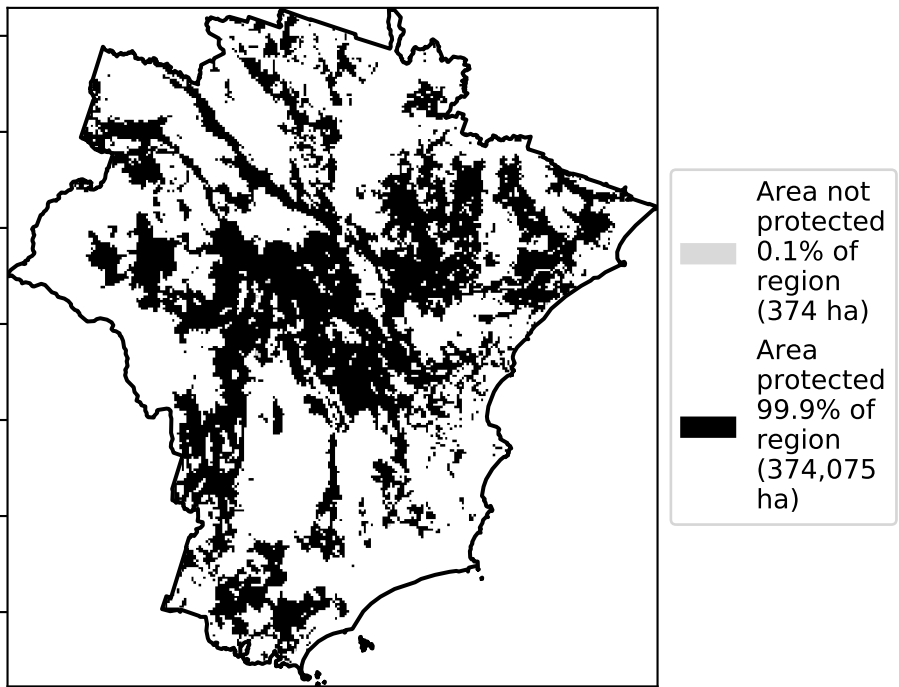 Area not
protected
0.1% of
region
(374 ha)
Area
protected
99.9% of
region
(374,075
ha)